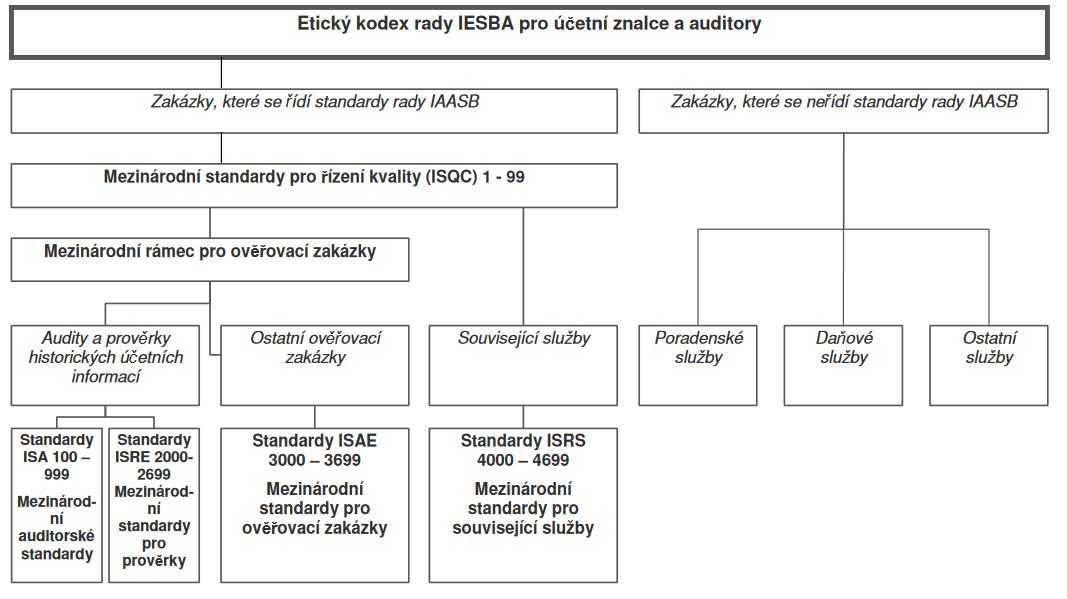 Etický kodex rady IESBA pro účetní znalce a auditory
Zakázky, které se řídí standardy rady IAASB
Zakázky, které se neřídí standardy rady IAASB
Mezinárodní standardy pro řízení kvality (ISQC) 1 - 99
Mezinárodní rámec pro ověřovací zakázky
Audity a prověrky
historických účetních
informací
Ostatní ověřovací
zakázky
Související služby
Poradenské
služby
Daňové
služby
Ostatní
služby
Standardy
ISA 100 –
999
Mezinárod-
ní
auditorské
standardy
Standardy
ISRE 2000-
2699
Mezinárod-
ní
standardy
pro
prověrky
Standardy ISAE
3000 – 3699
Mezinárodní
standardy pro
ověřovací zakázky
Standardy ISRS
4000 – 4699
Mezinárodní
standardy pro
související služby